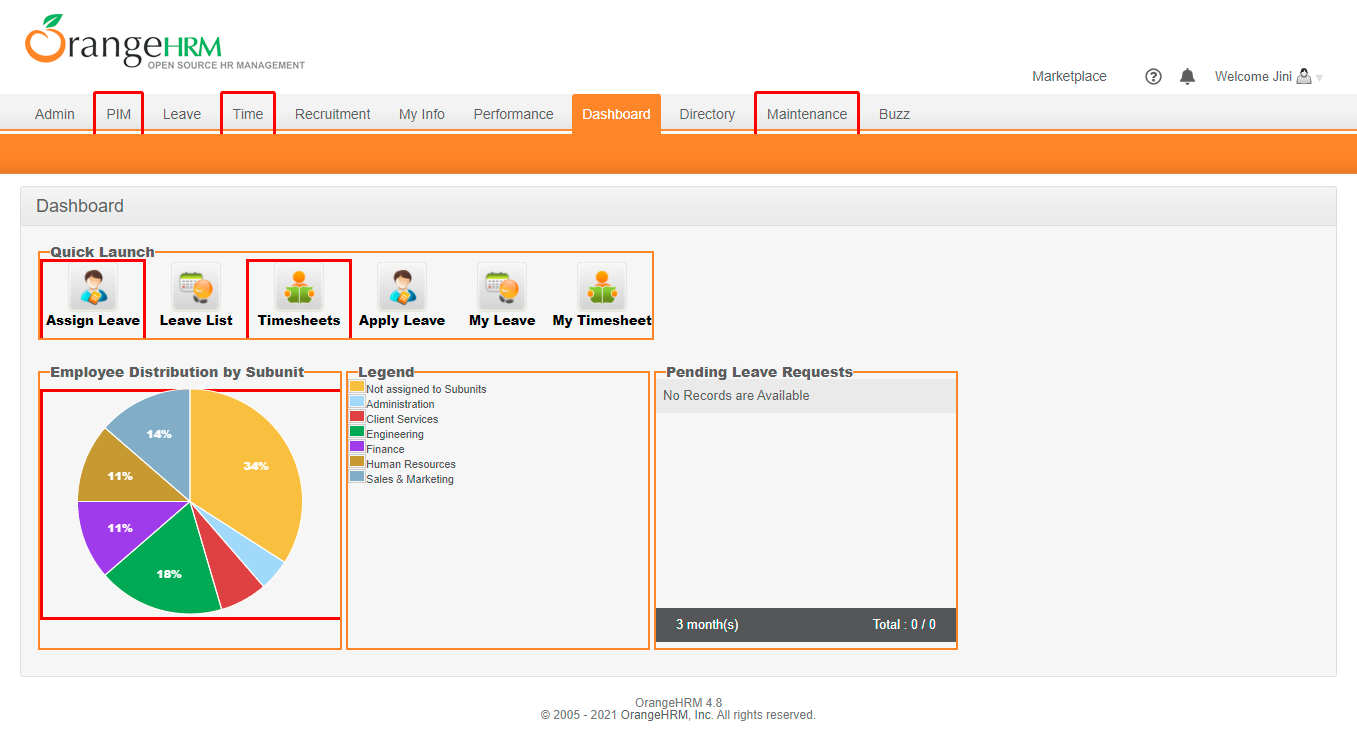 OrangeHRM
OPEN SOURCE HR MANAGEMENT
Marketplace ? Welcome Jini
Admin PIM Leave Time Recruitment My Info Performance Dashboard Directory Maintenance Buzz
Dashboard
Quick Launch
Assign Leave Leave List Timesheets Apply Leave My Leave My Timesheet
Employee Distribution by Subunit
14%
34%
11%
11%
18%
Legend
Not assigned to Subunits
Administration
Client Services
Engineering
Finance
Human Resources
Sales & Marketing
Pending Leave Requests
No Records are Available
3 month(s) Total : 0 / 0
OrangeHRM 4.8
© 2005 - 2021 OrangeHRM, Inc. All rights reserved.